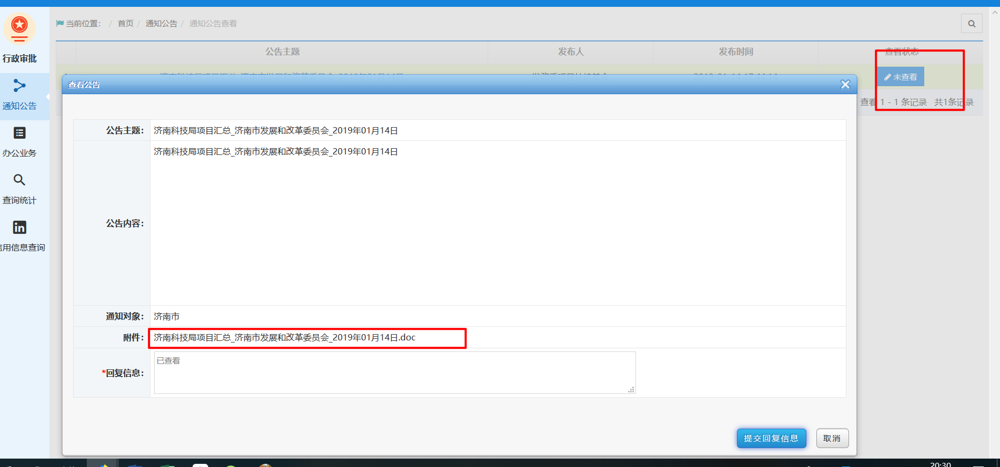 当前位置： / 首页 / 通知公告 / 通知公告查看
行政审批
通知公告
办公业务
查询统计
用信息查询
公告主题 发布人 发布时间 查看状态
未查看
查看 1 - 1 条记录 共1条记录
查看公告
公告主题： 济南科技局项目汇总_济南市发展和改革委员会_2019年01月14日
公告内容： 济南科技局项目汇总_济南市发展和改革委员会_2019年01月14日
通知对象： 济南市
附件： 济南科技局项目汇总_济南市发展和改革委员会_2019年01月14日.doc
*回复信息： 已查看
提交回复信息 取消
20:30